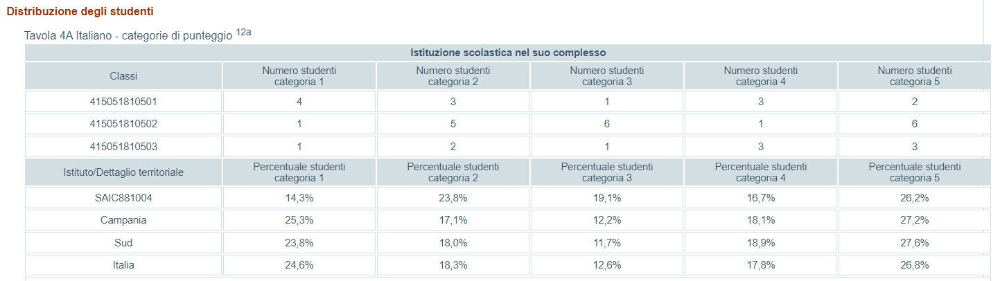 Distribuzione degli studenti
Tavola 4A Italiano - categorie di punteggio 12a
Istituzione scolastica nel suo complesso
Classi Numero studenti categoria 1 Numero studenti categoria 2 Numero studenti categoria 3 Numero studenti categoria 4 Numero studenti categoria 5
415051810501 4 3 1 3 2
415051810502 1 5 6 1 6
415051810503 1 2 1 3 3
Istituto/Dettaglio territoriale Percentuale studenti categoria 1 Percentuale studenti categoria 2 Percentuale studenti categoria 3 Percentuale studenti categoria 4 Percentuale studenti categoria 5
SAIC881004 14,3% 23,8% 19,1% 16,7% 26,2%
Campania 25,3% 17,1% 12,2% 18,1% 27,2%
Sud 23,8% 18,0% 11,7% 18,9% 27,6%
Italia 24,6% 18,3% 12,6% 17,8% 26,8%